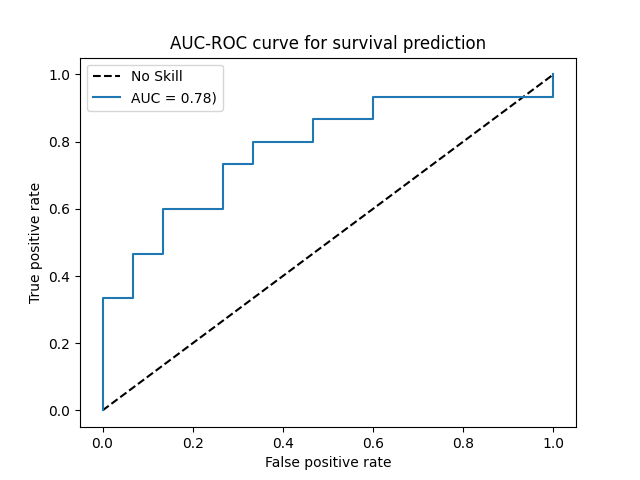 AUC-ROC curve for survival prediction
No Skill
AUC = 0.78)
1.0
0.8
0.6
0.4
0.2
0.0
True positive rate
0.0 0.2 0.4 0.6 0.8 1.0
False positive rate